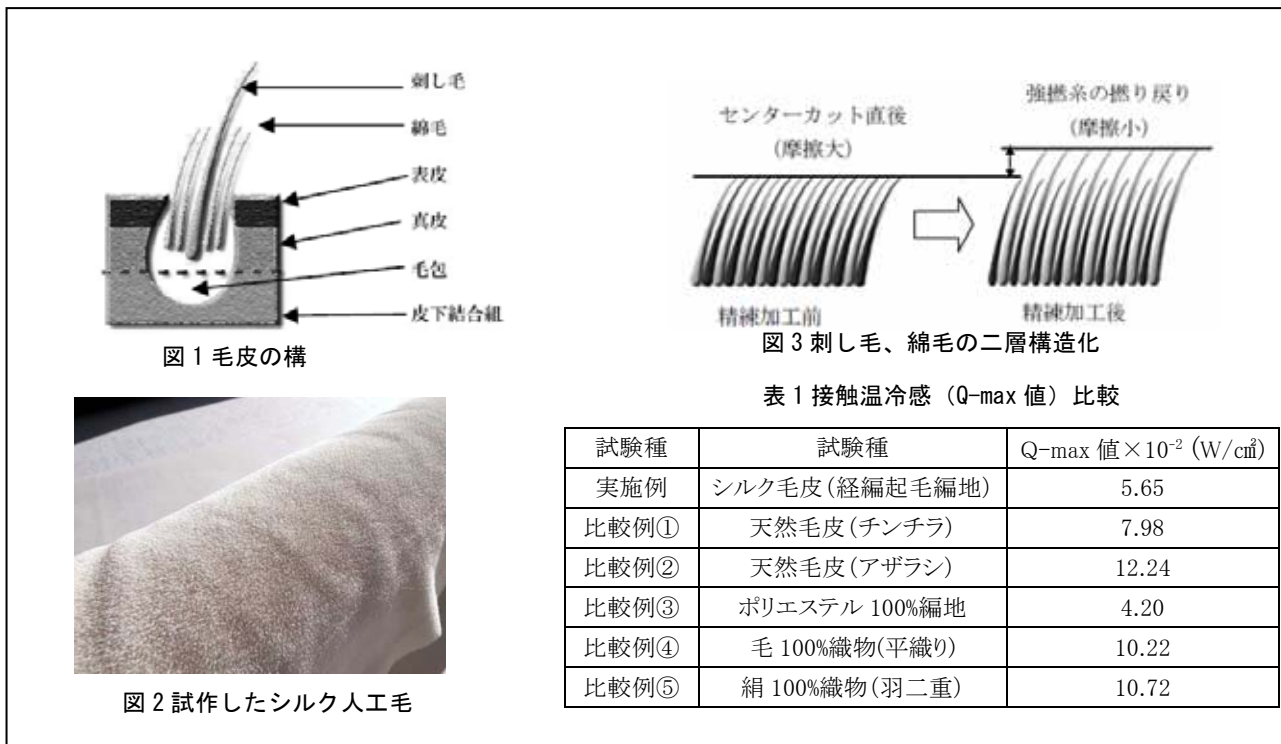 刺し毛
綿毛
表皮
真皮
毛包
皮下結合組
図1 毛皮の構
図2 試作したシルク人工毛
センターカット直後
(摩擦大)
強撚糸の撚り戻り
(摩擦小)
精練加工前
精練加工後
図3 刺し毛、綿毛の二層構造化
表1 接触温冷感（Q-max 値）比較
試験種 試験種 Q-max 値×10⁻² (W/c㎡)
実施例 シルク毛皮(経編起毛編地) 5.65
比較例① 天然毛皮(チンチラ) 7.98
比較例② 天然毛皮(アザラシ) 12.24
比較例③ ポリエステル 100%編地 4.20
比較例④ 毛 100%織物(平織り) 10.22
比較例⑤ 絹 100%織物(羽二重) 10.72